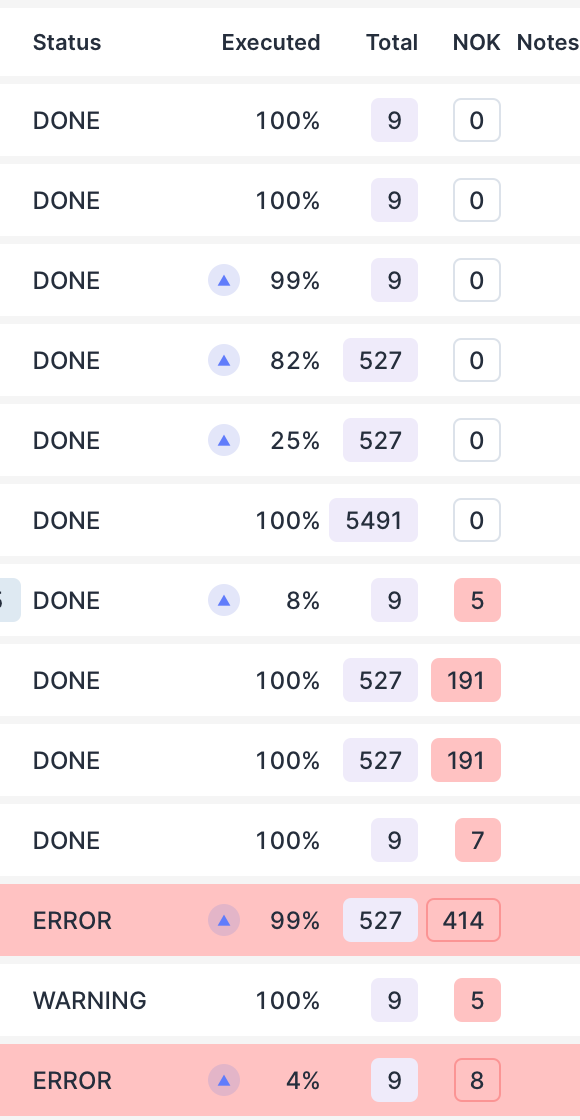 Status Executed Total NOK Notes
DONE 100% 9 0
DONE 100% 9 0
DONE 99% 9 0
DONE 82% 527 0
DONE 25% 527 0
DONE 100% 5491 0
DONE 8% 9 5
DONE 100% 527 191
DONE 100% 527 191
DONE 100% 9 7
ERROR 99% 527 414
WARNING 100% 9 5
ERROR 4% 9 8